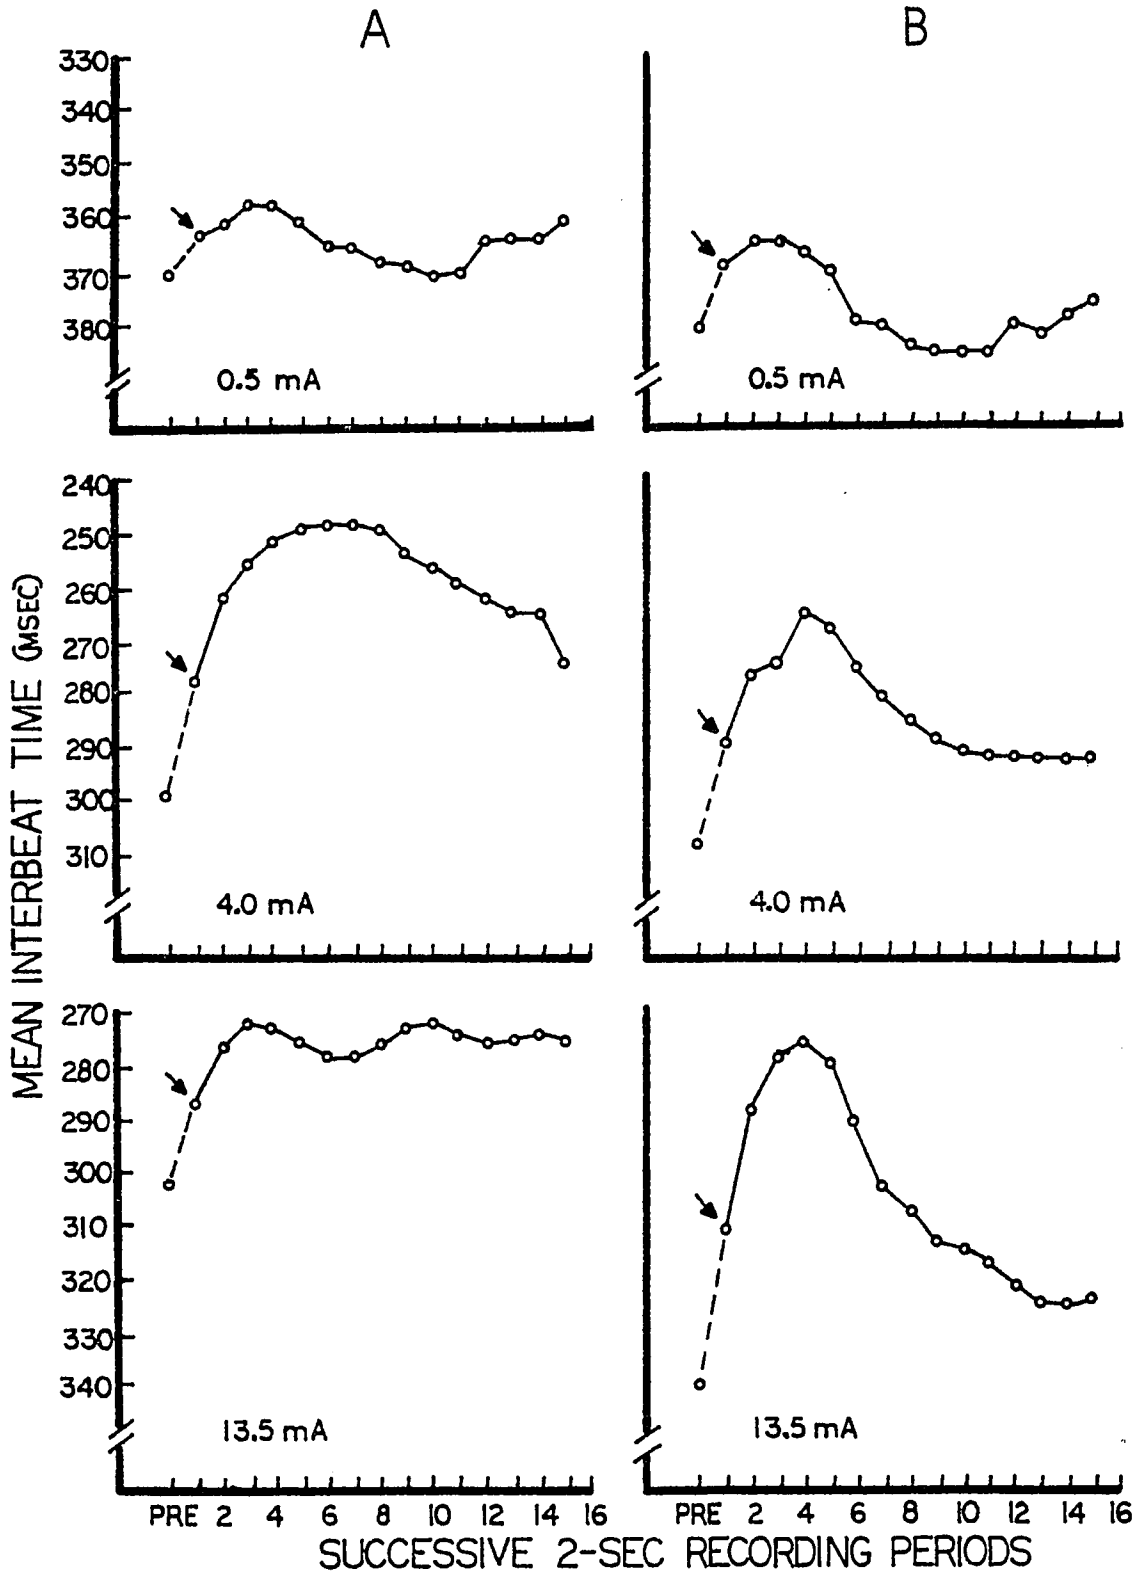 A
B
330
340
350
360
370
380
0.5 mA
0.5 mA
240
250
260
270
280
290
300
310
4.0 mA
4.0 mA
270
280
290
300
310
320
330
340
13.5 mA
13.5 mA
PRE 2 4 6 8 10 12 14 16
PRE 2 4 6 8 10 12 14 16
MEAN INTERBEAT TIME (MSEC)
SUCCESSIVE 2-SEC RECORDING PERIODS